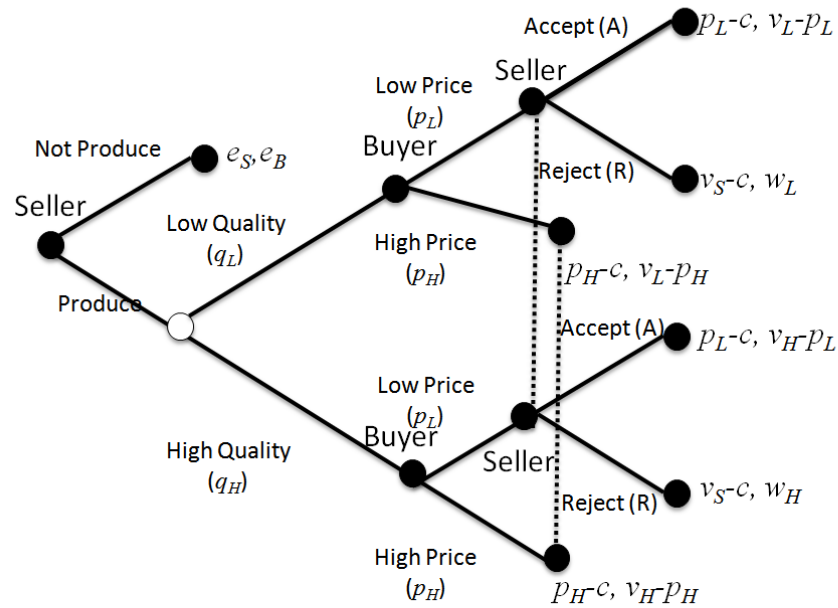 Accept (A)
p_L-c, v_L-p_L
Seller
Low Price
(p_L)
Not Produce
e_S,e_B
Buyer
Reject (R)
v_S-c, w_L
Seller
Low Quality
(q_L)
High Price
(p_H)
p_H-c, v_L-p_H
Produce
Accept (A)
p_L-c, v_H-p_L
Low Price
(p_L)
Buyer
High Quality
(q_H)
Seller
Reject (R)
v_S-c, w_H
High Price
(p_H)
p_H-c, v_H-p_H